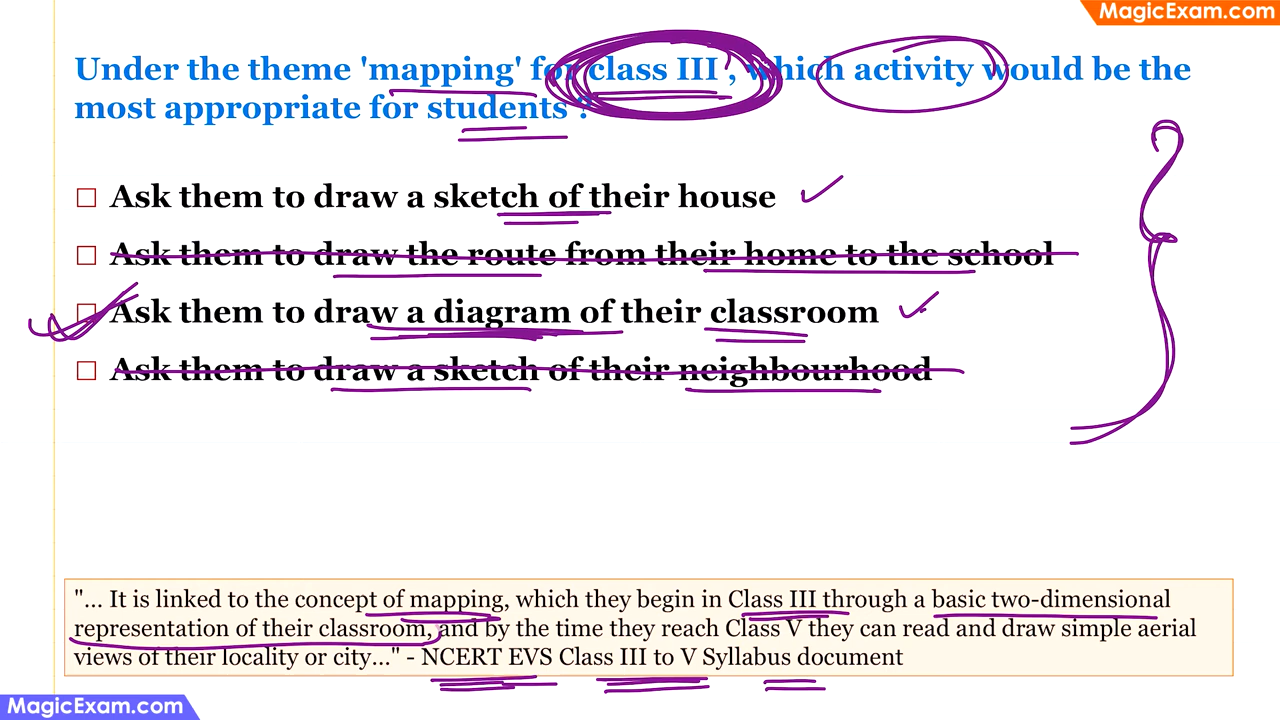 MagicExam.com
Under the theme 'mapping' for class III , which activity would be the
most appropriate for students ?
Ask them to draw a sketch of their house
Ask them to draw the route from their home to the school
Ask them to draw a diagram of their classroom
Ask them to draw a sketch of their neighbourhood
"... It is linked to the concept of mapping, which they begin in Class III through a basic two-dimensional
representation of their classroom, and by the time they reach Class V they can read and draw simple aerial
views of their locality or city..." - NCERT EVS Class III to V Syllabus document
MagicExam.com